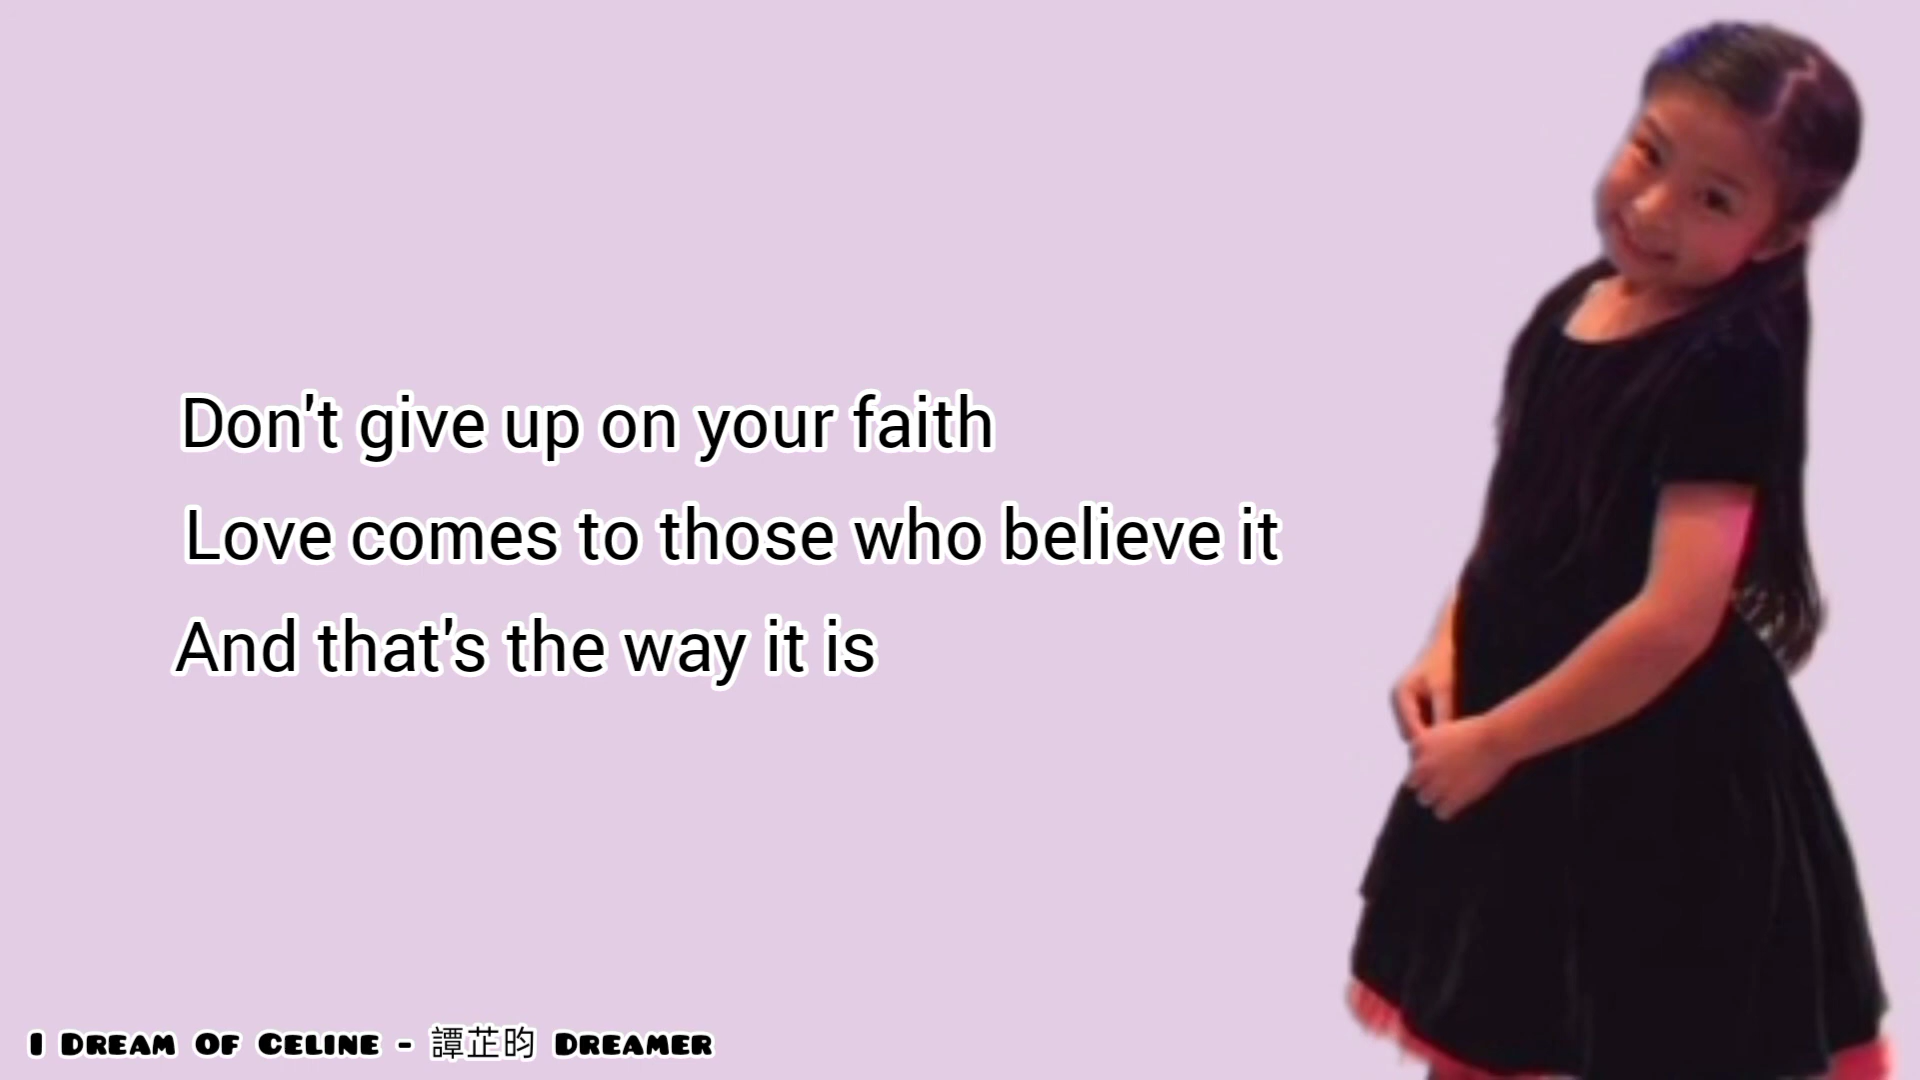 Don't give up on your faith
Love comes to those who believe it
And that's the way it is
I Dream Of Celine - 譚芷昀 Dreamer